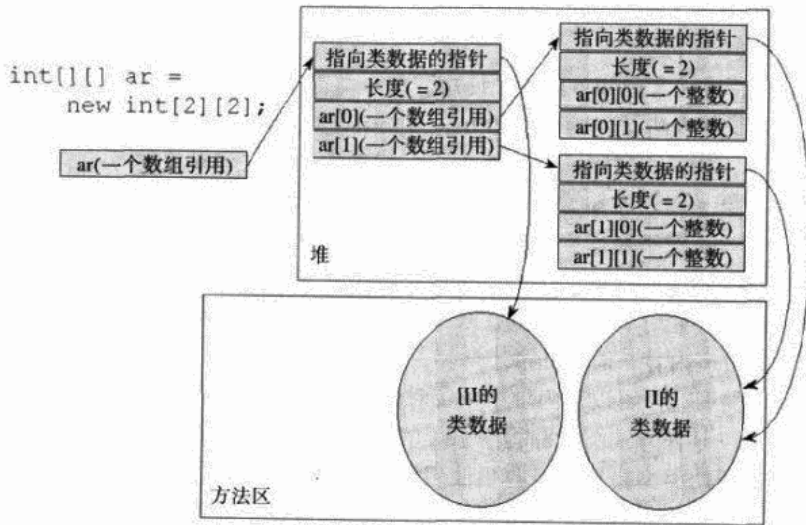 int[][] ar =
new int[2][2];
ar(一个数组引用)
指向类数据的指针
长度(=2)
ar[0](一个数组引用)
ar[1](一个数组引用)
指向类数据的指针
长度(=2)
ar[0][0](一个整数)
ar[0][1](一个整数)
指向类数据的指针
长度(=2)
ar[1][0](一个整数)
ar[1][1](一个整数)
堆
[[I的
类数据
[I的
类数据
方法区